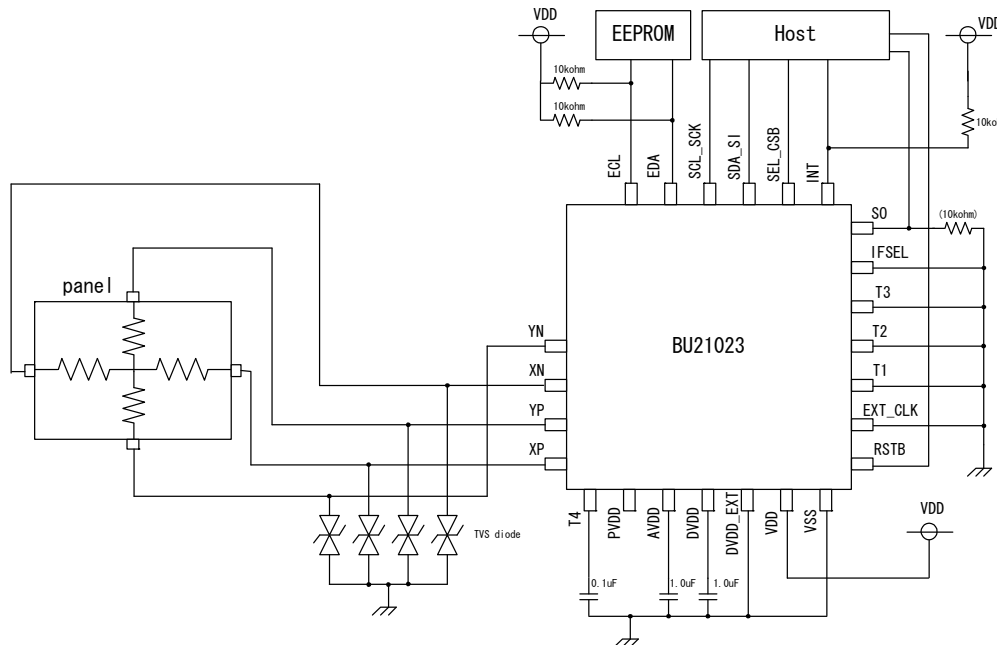 VDD
EEPROM
Host
VDD
10kohm
10kohm
10ko
ECL
EDA
SCL_SCK
SDA_SI
SEL_CSB
INT
SO
(10kohm)
IFSEL
T3
T2
T1
EXT_CLK
RSTB
panel
YN
XN
YP
XP
BU21023
T4
PVDD
AVDD
DVDD
DVDD_EXT
VDD
VSS
VDD
TVS diode
0.1uF
1.0uF
1.0uF